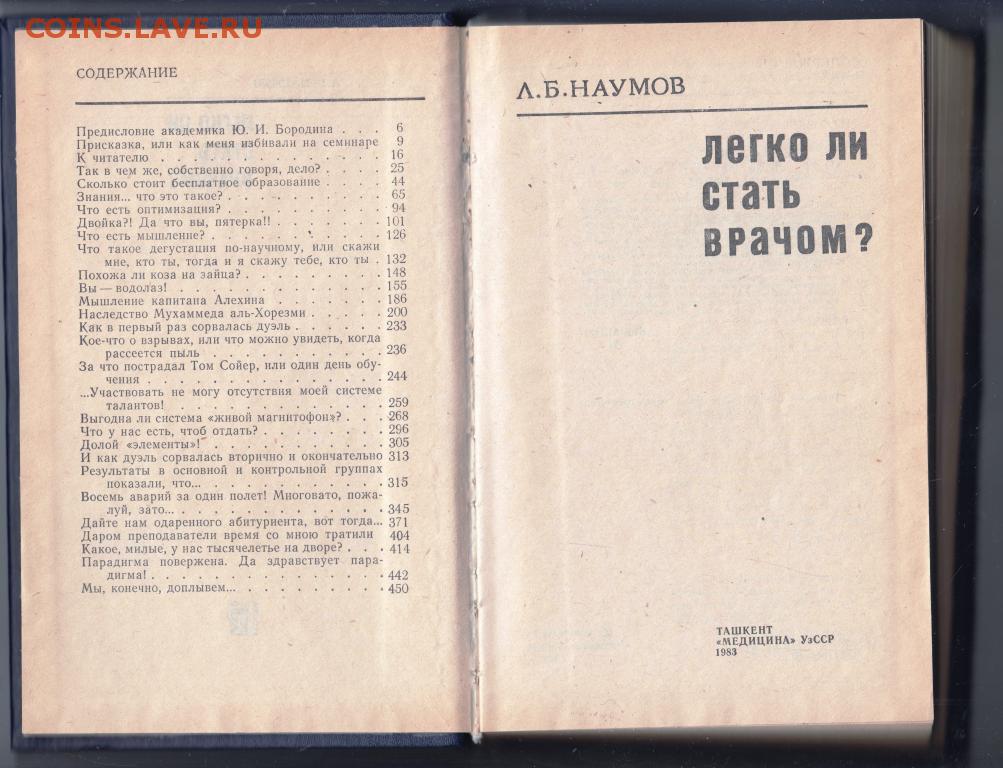 COINS.LAVE.RU
СОДЕРЖАНИЕ
Предисловие академика Ю. И. Бородина . . . 6
Присказка, или как меня избивали на семинаре 9
К читателю . . . . . . . . . . . . . 16
Так в чем же, собственно говоря, дело? . . . . 25
Сколько стоит бесплатное образование . . . . 44
Знания... что это такое? . . . . . . . . . 65
Что есть оптимизация? . . . . . . . . . 94
Двойка?! Да что вы, пятерка!! . . . . . . . 101
Что есть мышление? . . . . . . . . . . 126
Что такое дегустация по-научному, или скажи
мне, кто ты, тогда и я скажу тебе, кто ты . 132
Похожа ли коза на зайца? . . . . . . . . 148
Вы — водолаз! . . . . . . . . . . . . 155
Мышление капитана Алехина . . . . . . . 186
Наследство Мухаммеда аль-Хорезми . . . . . 200
Как в первый раз сорвалась дуэль . . . . . 233
Кое-что о взрывах, или что можно увидеть, когда
рассеется пыль . . . . . . . . . . . 236
За что пострадал Том Сойер, или один день обу-
чения . . . . . . . . . . . . . . 244
...Участвовать не могу отсутствия моей системе
талантов! . . . . . . . . . . . . . 259
Выгодна ли система «живой магнитофон»? . . . 268
Что у нас есть, чтоб отдать? . . . . . . . . 296
Долой «элементы»! . . . . . . . . . . . 305
И как дуэль сорвалась вторично и окончательно 313
Результаты в основной и контрольной группах
показали, что... . . . . . . . . . . . 315
Восемь аварий за один полет! Многовато, пожа-
луй, зато... . . . . . . . . . . . . . 345
Дайте нам одаренного абитуриента, вот тогда... 371
Даром преподаватели время со мною тратили 404
Какое, милые, у нас тысячелетье на дворе? . . . 414
Парадигма повержена. Да здравствует пара-
дигма! . . . . . . . . . . . . . . 442
Мы, конечно, доплывем... . . . . . . . . . 450
Л.Б.НАУМОВ
ЛЕГКО ЛИ
СТАТЬ
ВРАЧОМ?
ТАШКЕНТ
«МЕДИЦИНА» УзССР
1983